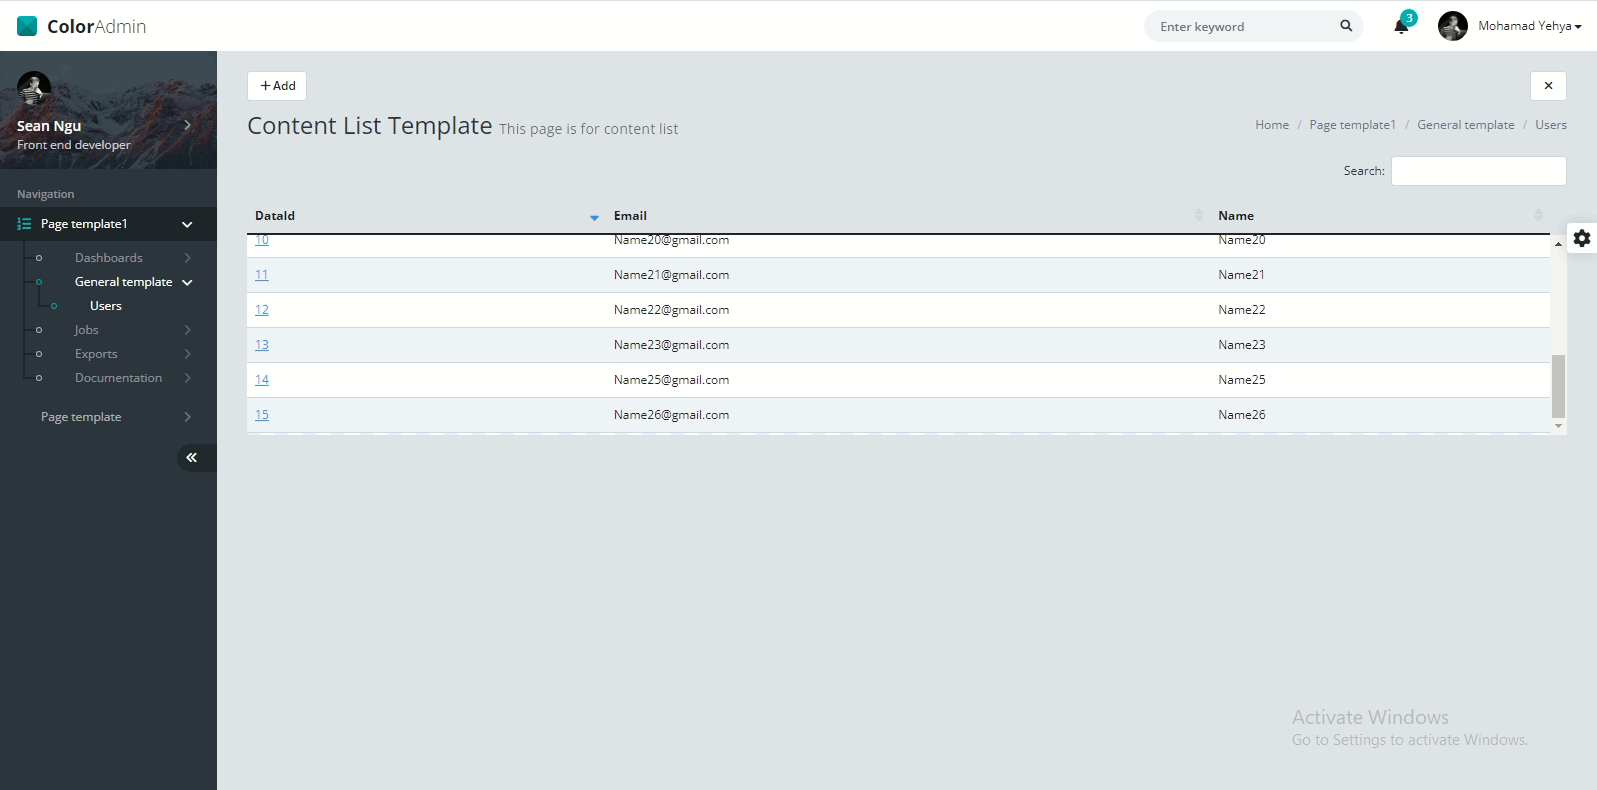 ColorAdmin
Enter keyword
3
Mohamad Yehya
Sean Ngu
Front end developer
Navigation
Page template1
Dashboards
General template
Users
Jobs
Exports
Documentation
Page template
+Add
×
Content List Template This page is for content list
Home / Page template1 / General template / Users
Search:
DataId Email Name
10 Name20@gmail.com Name20
11 Name21@gmail.com Name21
12 Name22@gmail.com Name22
13 Name23@gmail.com Name23
14 Name25@gmail.com Name25
15 Name26@gmail.com Name26
Activate Windows
Go to Settings to activate Windows.